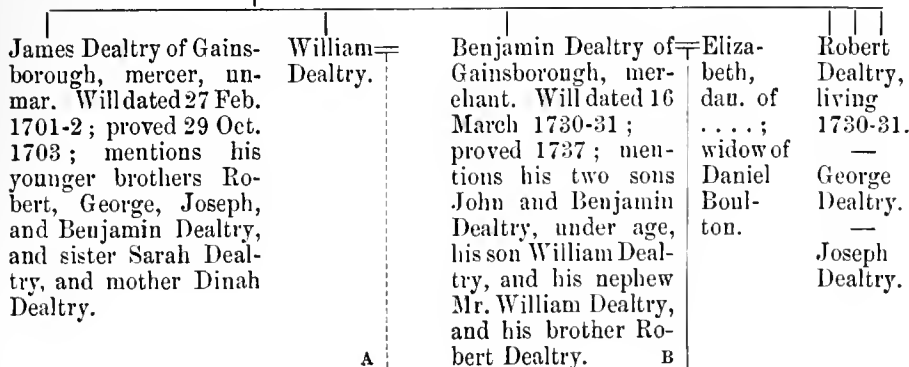 James Dealtry of Gains-
borough, mercer, un-
mar. Will dated 27 Feb.
1701-2 ; proved 29 Oct.
1703 ; mentions his
younger brothers Ro-
bert, George, Joseph,
and Benjamin Dealtry,
and sister Sarah Deal-
try, and mother Dinah
Dealtry.
William=
Dealtry.
A
Benjamin Dealtry of=
Gainsborough, mer-
chant. Will dated 16
March 1730-31 ;
proved 1737 ; men-
tions his two sons
John and Benjamin
Dealtry, under age,
his son William Deal-
try, and his nephew
Mr. William Dealtry,
and his brother Ro-
bert Dealtry.
B
Eliza-
beth,
dau. of
. . . . ;
widow of
Daniel
Boul-
ton.
Robert
Dealtry,
living
1730-31.
—
George
Dealtry.
—
Joseph
Dealtry.